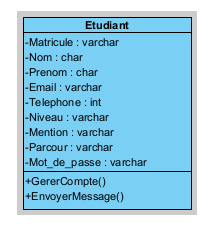 Etudiant
-Matricule : varchar
-Nom : char
-Prenom : char
-Email : varchar
-Telephone : int
-Niveau : varchar
-Mention : varchar
-Parcour : varchar
-Mot_de_passe : varchar
+GererCompte()
+EnvoyerMessage()